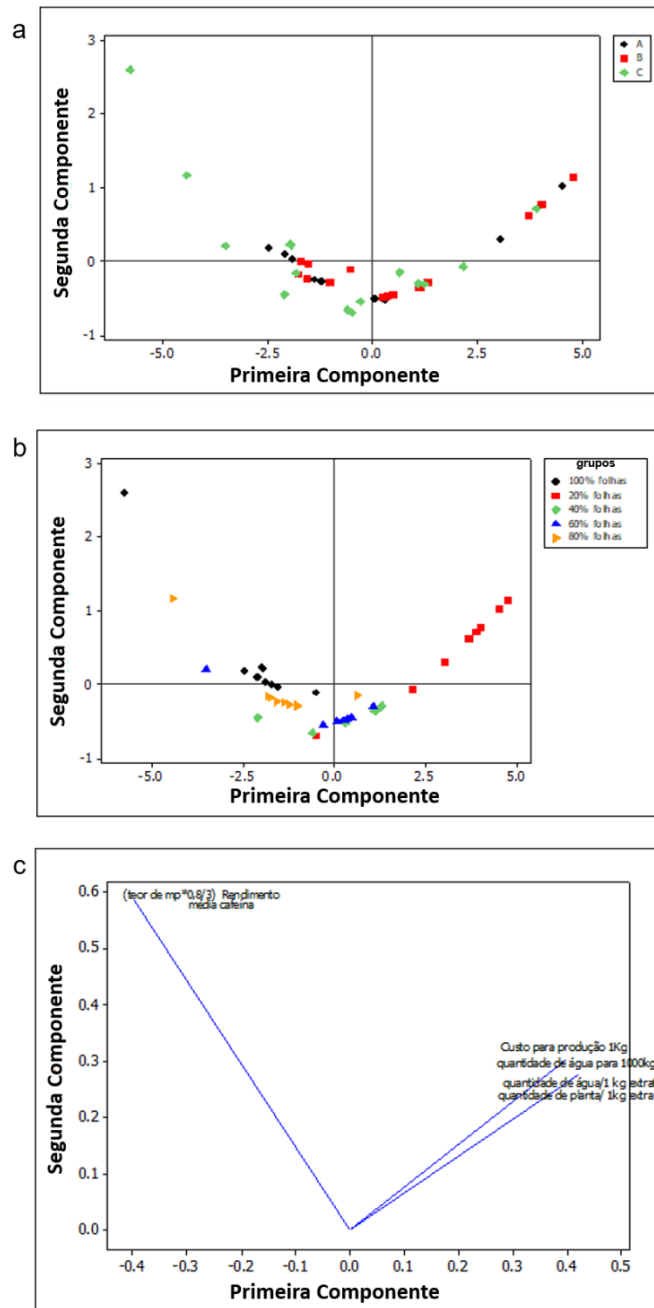 a
3
2
1
0
-1
Segunda Componente
-5.0
-2.5
0.0
2.5
5.0
Primeira Componente
A
B
C
b
3
2
1
0
-1
Segunda Componente
-5.0
-2.5
0.0
2.5
5.0
Primeira Componente
grupos
100% folhas
20% folhas
40% folhas
60% folhas
80% folhas
c
0.6
0.5
0.4
0.3
0.2
0.1
0.0
Segunda Componente
(teor de mp*0,8/3) Rendimento
média cafeína
Custo para produção 1Kg
quantidade de água para 1000kg
quantidade de água/1 kg extrat
quantidade de planta/ 1kg extra
-0.4
-0.3
-0.2
-0.1
0.0
0.1
0.2
0.3
0.4
0.5
Primeira Componente